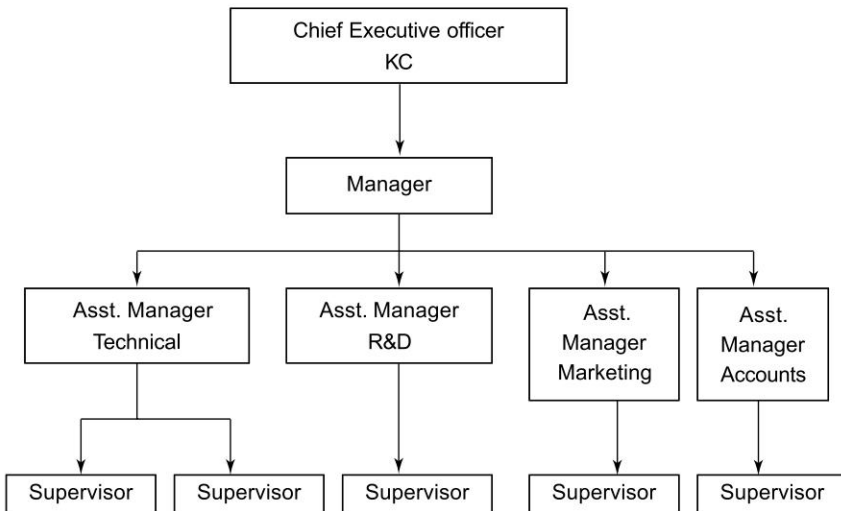 Chief Executive officer
KC
Manager
Asst. Manager
Technical
Asst. Manager
R&D
Asst.
Manager
Marketing
Asst.
Manager
Accounts
Supervisor
Supervisor
Supervisor
Supervisor
Supervisor